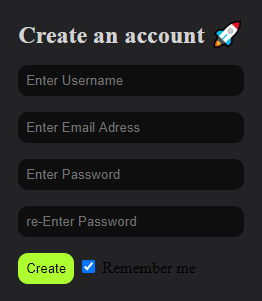 Create an account 🚀
Enter Username
Enter Email Adress
Enter Password
re-Enter Password
Create Remember me